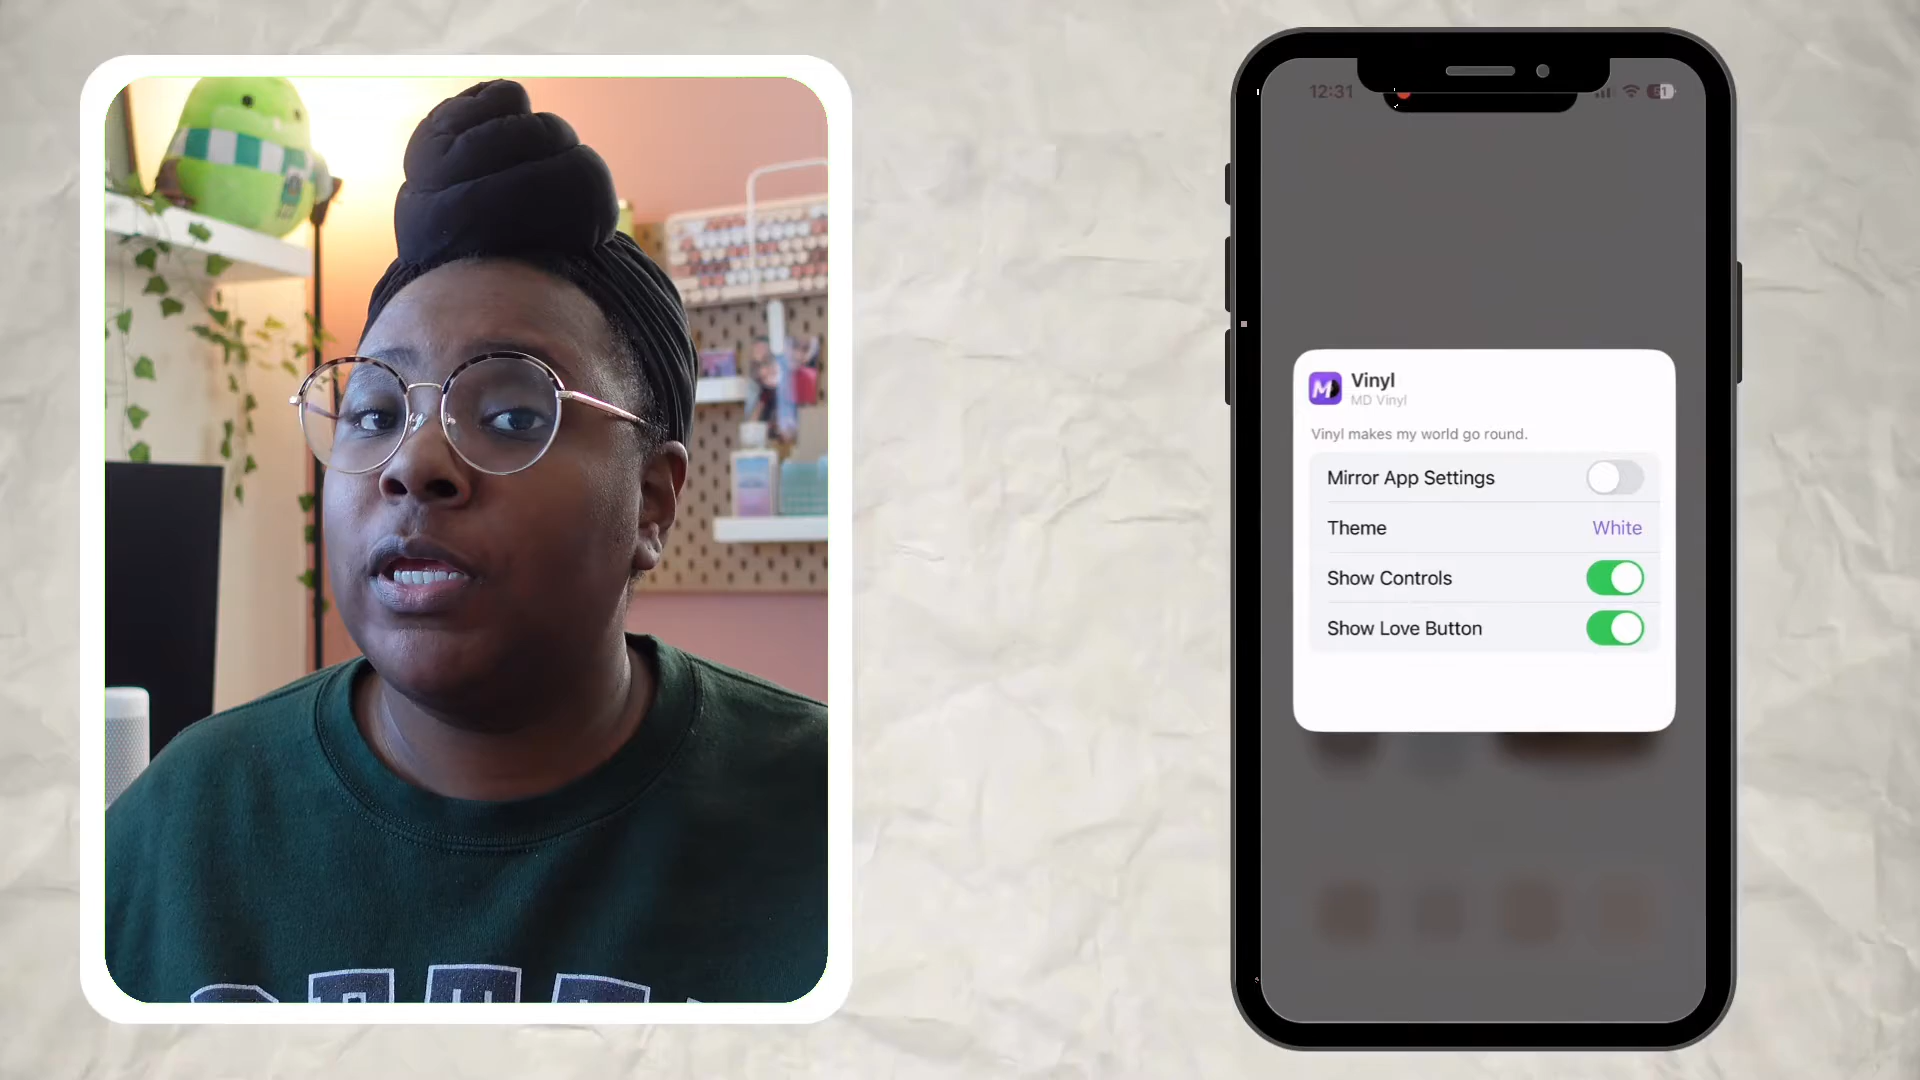 12:31
51
M
Vinyl
MD Vinyl
Vinyl makes my world go round.
Mirror App Settings
Theme
White
Show Controls
Show Love Button